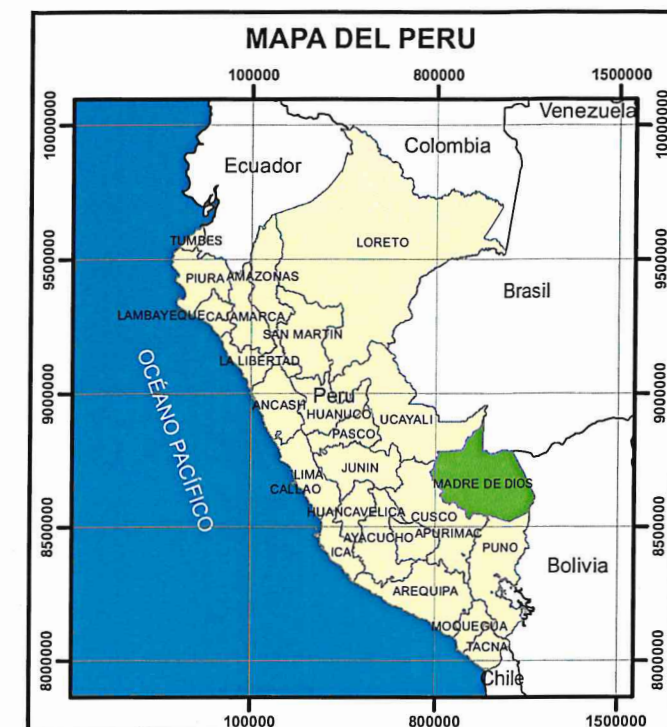 MAPA DEL PERU
100000 800000 1500000
Venezuela
10000000 10000000
Colombia
Ecuador
TUMBES
LORETO
9500000 9500000
PIURA AMAZONAS
Brasil
LAMBAYEQUE CAJAMARCA
SAN MARTIN
LA LIBERTAD
9000000 9000000
Peru
ANCASH
HUANUCO
UCAYALI
PASCO
OCÉANO PACÍFICO
LIMA
JUNIN
CALLAO
MADRE DE DIOS
HUANCAVELICA
CUSCO
8500000 8500000
AYACUCHO
APURIMAC
ICA
PUNO
Bolivia
AREQUIPA
MOQUEGUA
TACNA
8000000 8000000
Chile
100000 800000 1500000